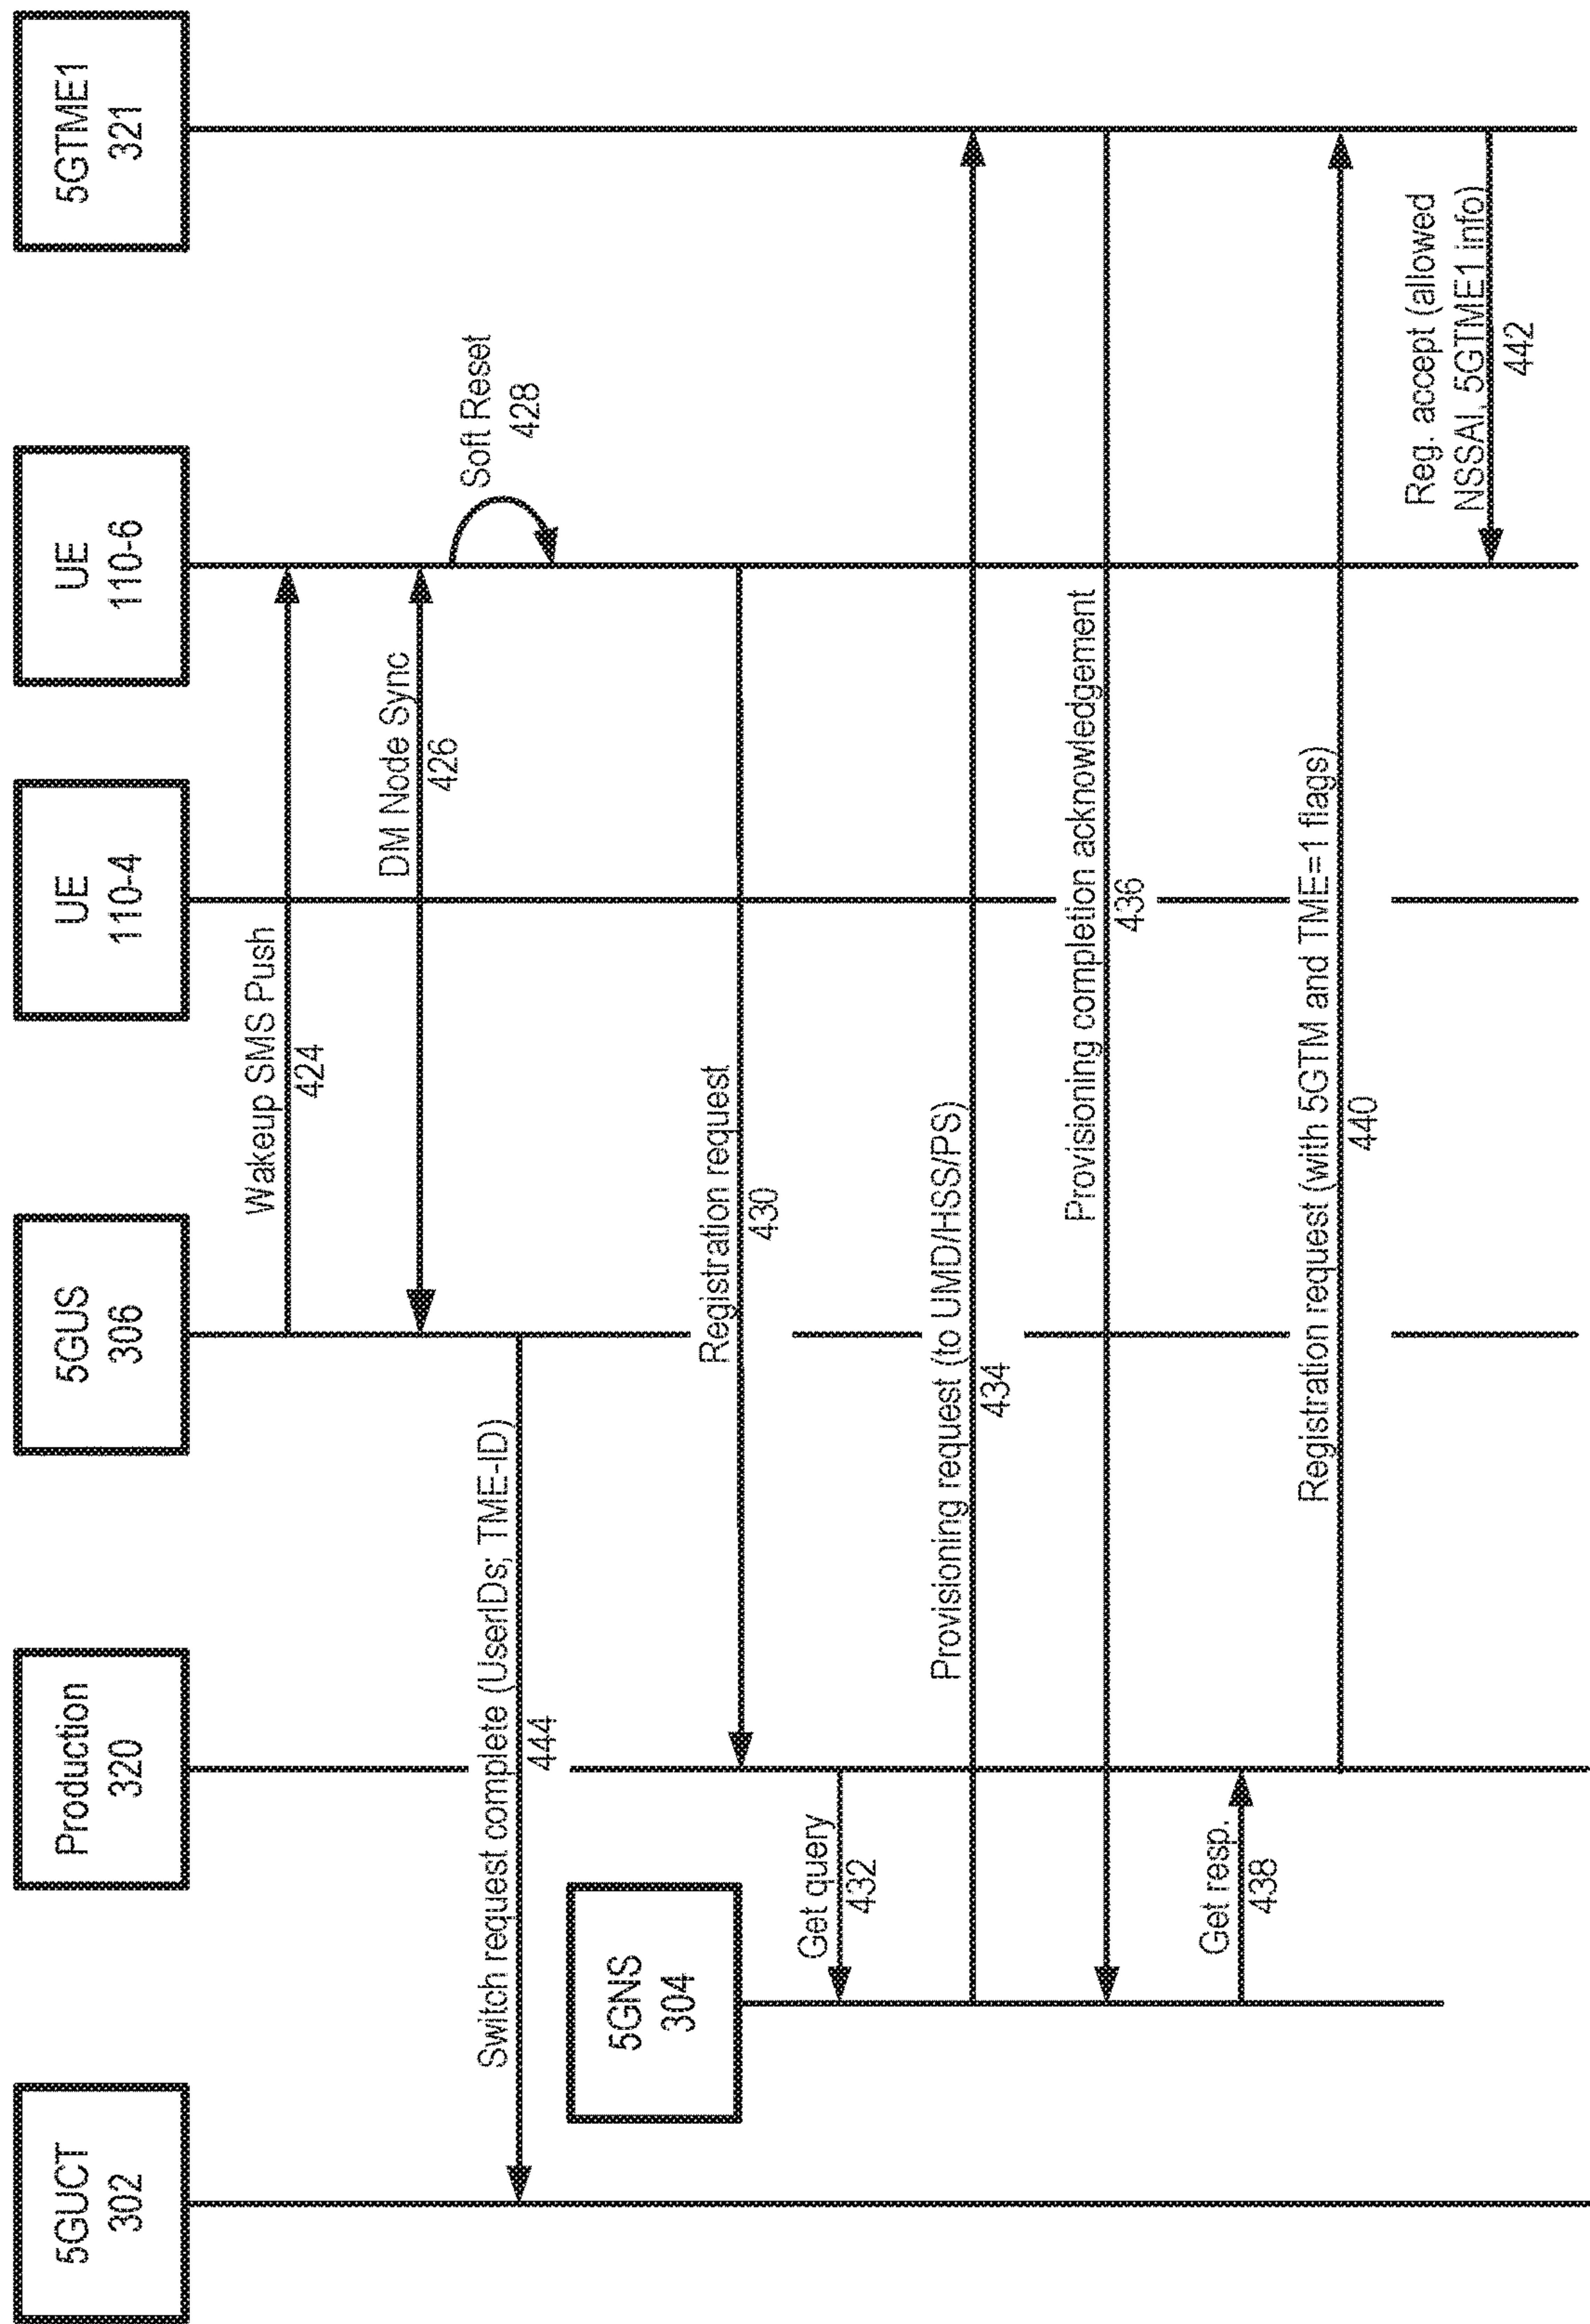 5GUCT
302
Production
320
5GUS
306
UE
110-4
UE
110-6
5GTME1
321
Wakeup SMS Push
424
DM Node Sync
426
Soft Reset
428
Switch request complete (UserIDs; TME-ID)
444
5GNS
304
Registration request
430
Get query
432
Provisioning request (to UMD/HSS/PS)
434
Provisioning completion acknowledgement
436
Get resp.
438
Registration request (with 5GTM and TME=1 flags)
440
Reg. accept (allowed
NSSAI, 5GTME1 info)
442